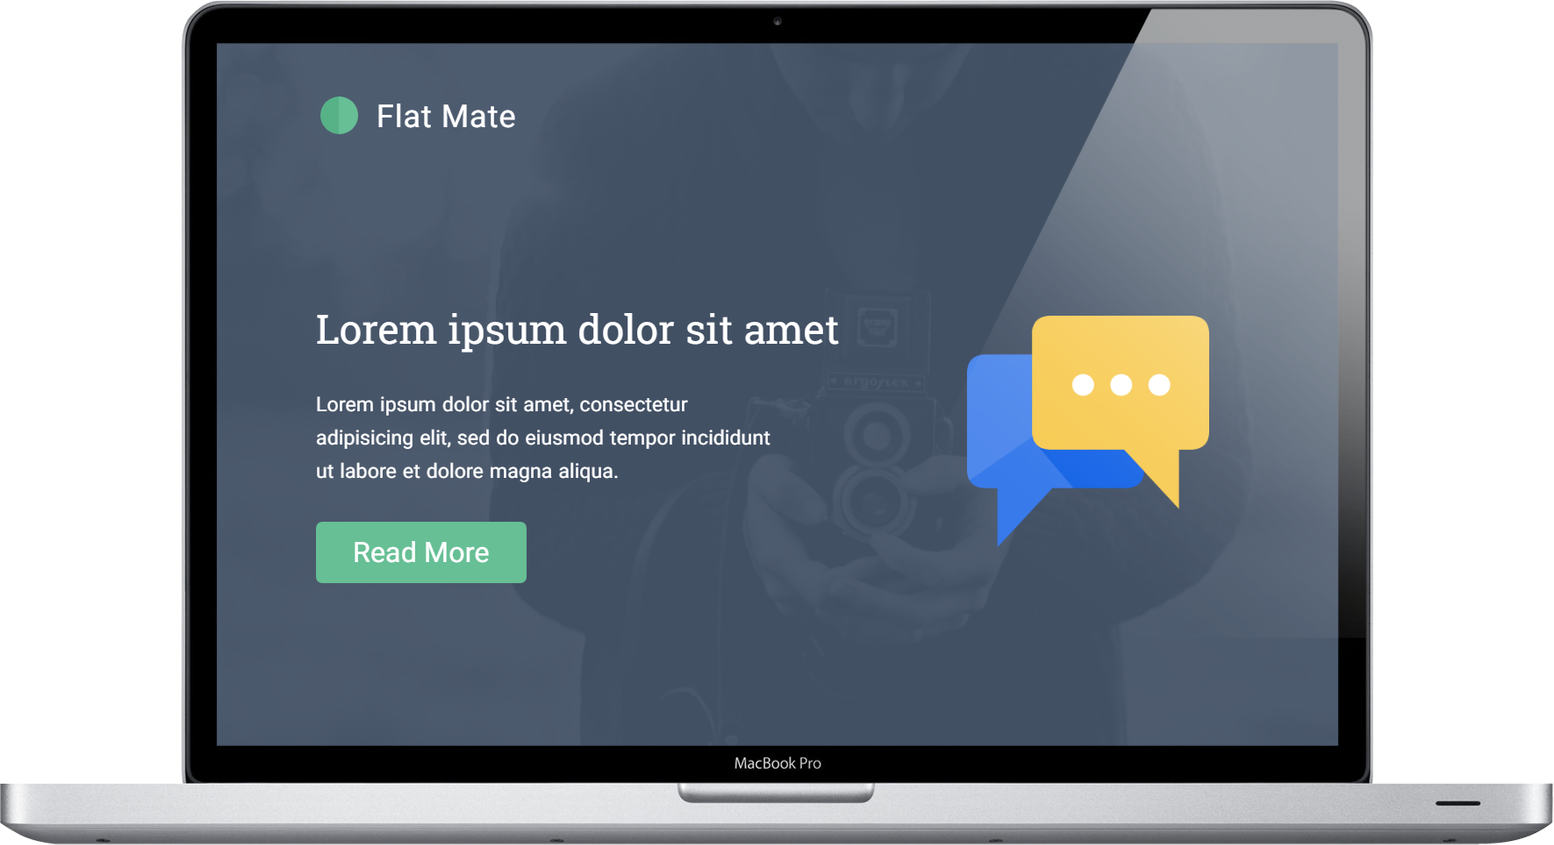 Flat Mate
Lorem ipsum dolor sit amet
argoflex
Lorem ipsum dolor sit amet, consectetur
adipisicing elit, sed do eiusmod tempor incididunt
ut labore et dolore magna aliqua.
Read More
MacBook Pro